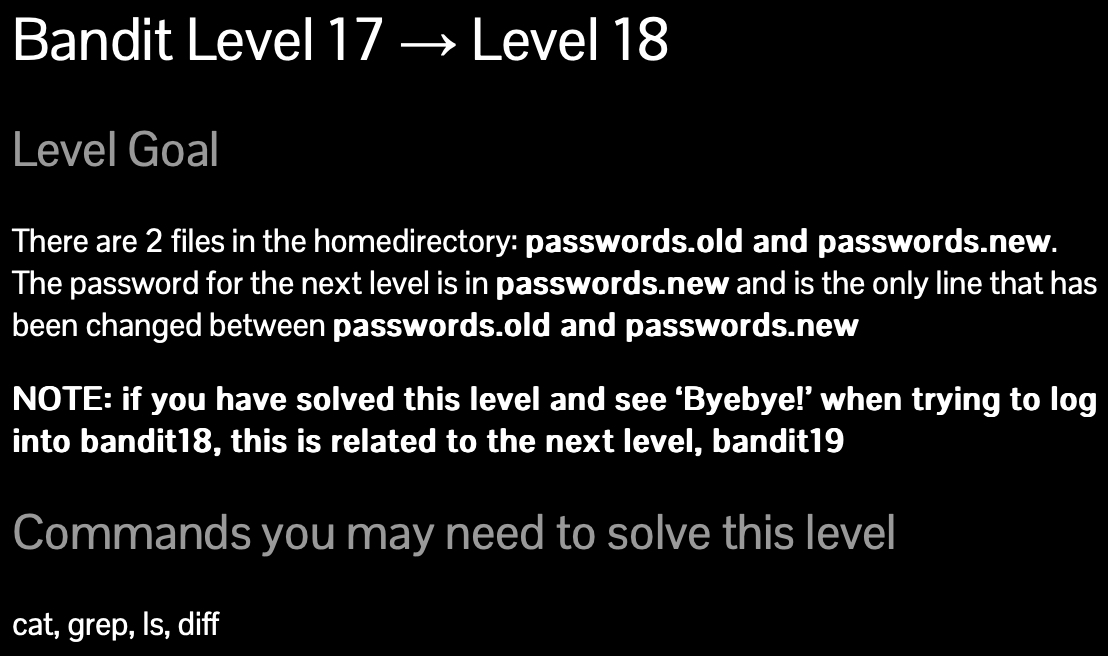 Bandit Level 17 → Level 18
Level Goal
There are 2 files in the homedirectory: passwords.old and passwords.new.
The password for the next level is in passwords.new and is the only line that has
been changed between passwords.old and passwords.new
NOTE: if you have solved this level and see ‘Byebye!’ when trying to log
into bandit18, this is related to the next level, bandit19
Commands you may need to solve this level
cat, grep, ls, diff